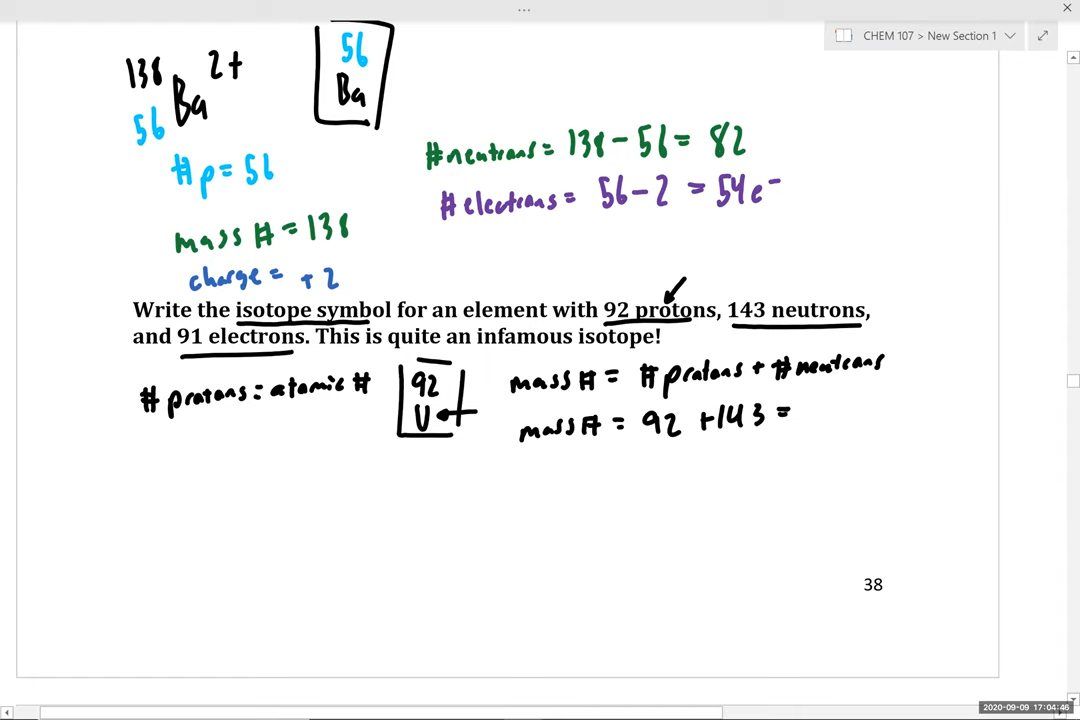 CHEM 107 > New Section 1
138 Ba 2+
56
56
Ba
#p = 56
#neutrons = 138 - 56 = 82
#electrons = 56 - 2 = 54 e-
mass # = 138
charge = +2
Write the isotope symbol for an element with 92 protons, 143 neutrons,
and 91 electrons. This is quite an infamous isotope!
# protons = atomic #
92
U
mass # = # protons + # neutrons
mass # = 92 + 143 =
38
2020-09-09 17:04:46